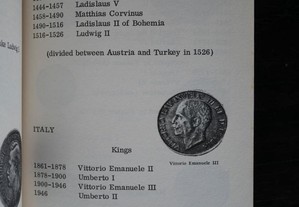 1444-1457 Ladislaus V
1458-1490 Matthias Corvinus
1490-1516 Ladislaus II of Bohemia
1516-1526 Ludwig II
(divided between Austria and Turkey in 1526)
ITALY
Kings
Vittorio Emanuele III
1861-1878 Vittorio Emanuele II
1878-1900 Umberto I
1900-1946 Vittorio Emanuele III
1946 Umberto II